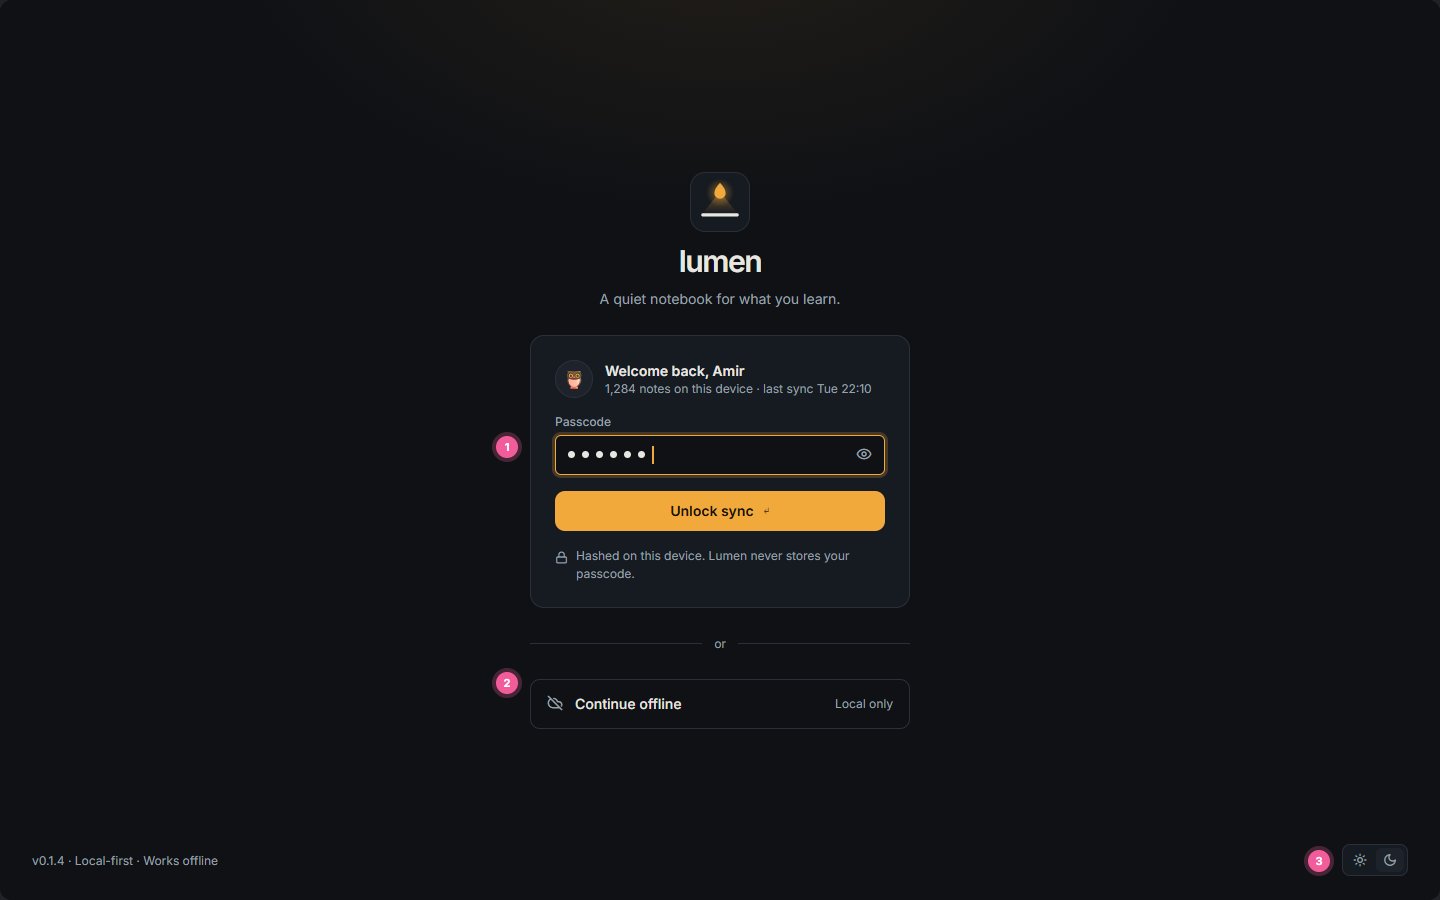 lumen
A quiet notebook for what you learn.
Welcome back, Amir
1,284 notes on this device · last sync Tue 22:10
Passcode
1
Unlock sync ↵
Hashed on this device. Lumen never stores your
passcode.
or
2
Continue offline
Local only
v0.1.4 · Local-first · Works offline
3